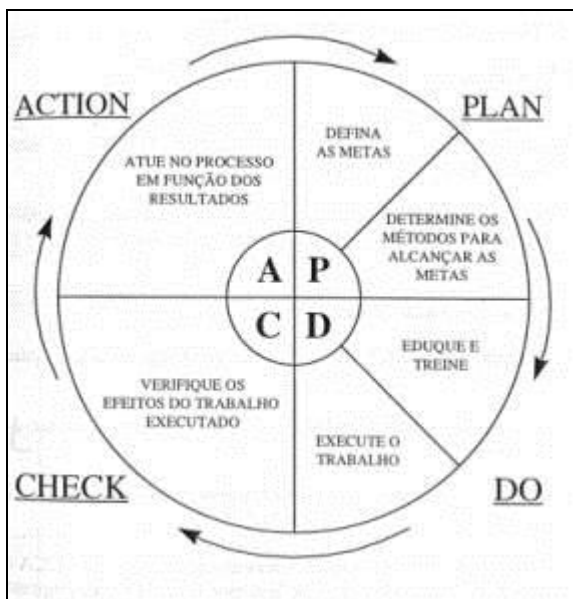 ACTION
PLAN
DEFINA
AS METAS
ATUE NO PROCESSO
EM FUNÇÃO DOS
RESULTADOS
DETERMINE OS
MÉTODOS PARA
ALCANÇAR AS
METAS
A P
C D
EDUQUE E
TREINE
VERIFIQUE OS
EFEITOS DO TRABALHO
EXECUTADO
EXECUTE O
TRABALHO
CHECK
DO